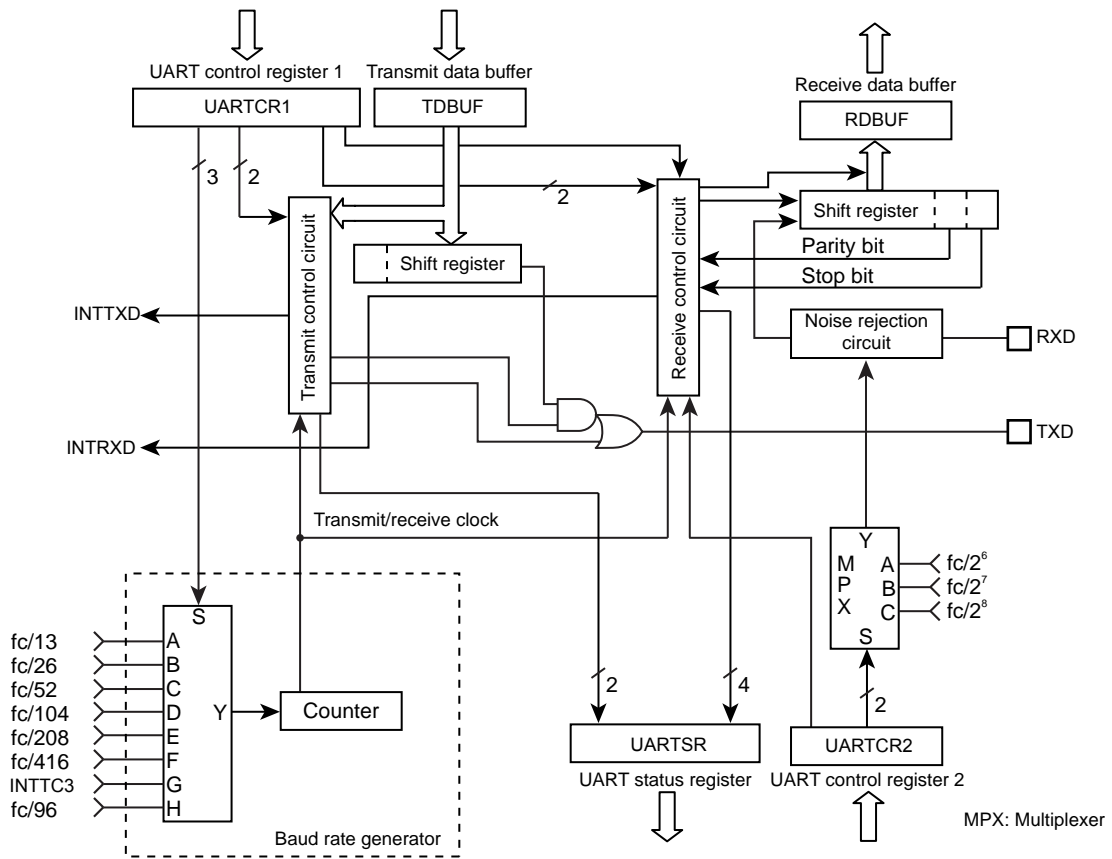 UART control register 1
Transmit data buffer
Receive data buffer
UARTCR1
TDBUF
RDBUF
3
2
2
Transmit control circuit
Receive control circuit
Shift register
Shift register
Parity bit
Stop bit
INTTXD
Noise rejection
circuit
RXD
INTRXD
TXD
Transmit/receive clock
Y
M
P
X
A
B
C
S
fc/2⁶
fc/2⁷
fc/2⁸
S
fc/13
A
fc/26
B
fc/52
C
fc/104
D
fc/208
E
fc/416
F
INTTC3
G
fc/96
H
Y
Counter
2
4
2
UARTSR
UARTCR2
UART status register
UART control register 2
Baud rate generator
MPX: Multiplexer